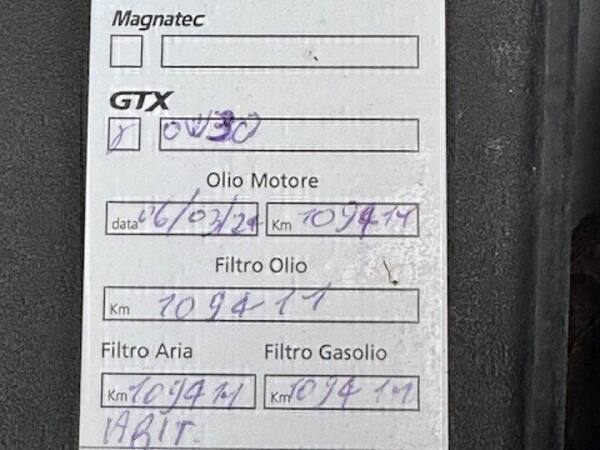 Magnatec
GTX
0W30
Olio Motore
data 06/03/24 Km 109411
Filtro Olio
Km 109411
Filtro Aria Filtro Gasolio
Km 109411 Km 109411